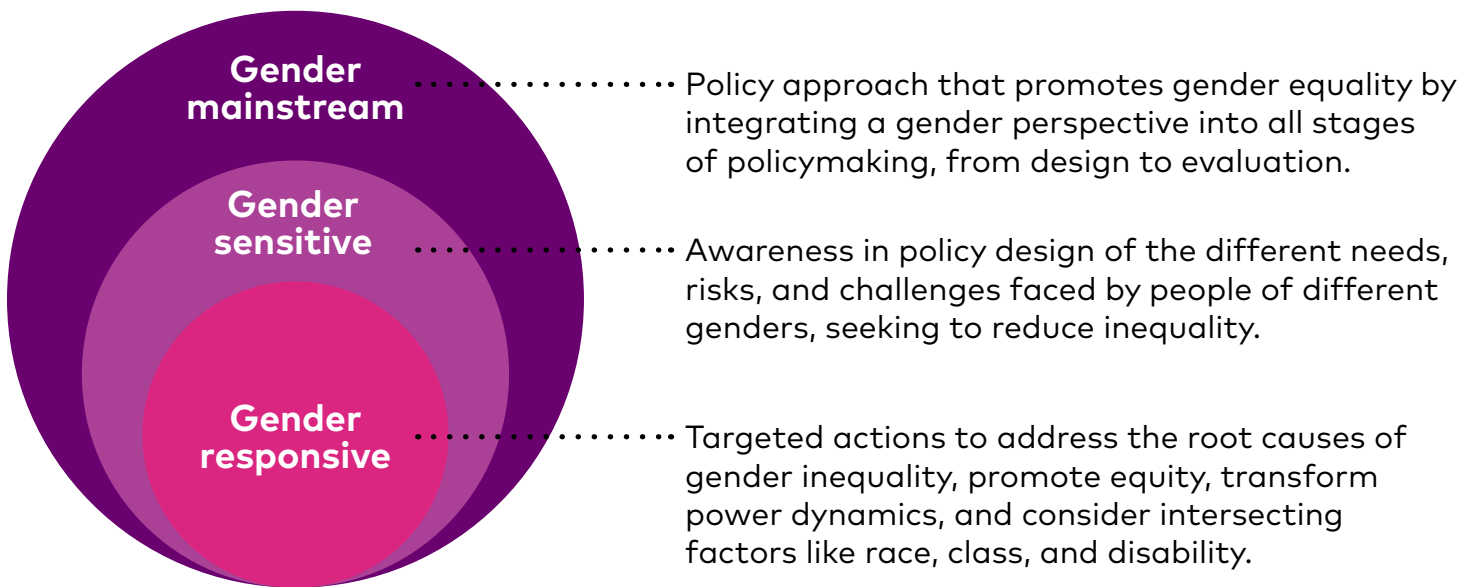 Gender
mainstream
Policy approach that promotes gender equality by
integrating a gender perspective into all stages
of policymaking, from design to evaluation.
Gender
sensitive
Awareness in policy design of the different needs,
risks, and challenges faced by people of different
genders, seeking to reduce inequality.
Gender
responsive
Targeted actions to address the root causes of
gender inequality, promote equity, transform
power dynamics, and consider intersecting
factors like race, class, and disability.